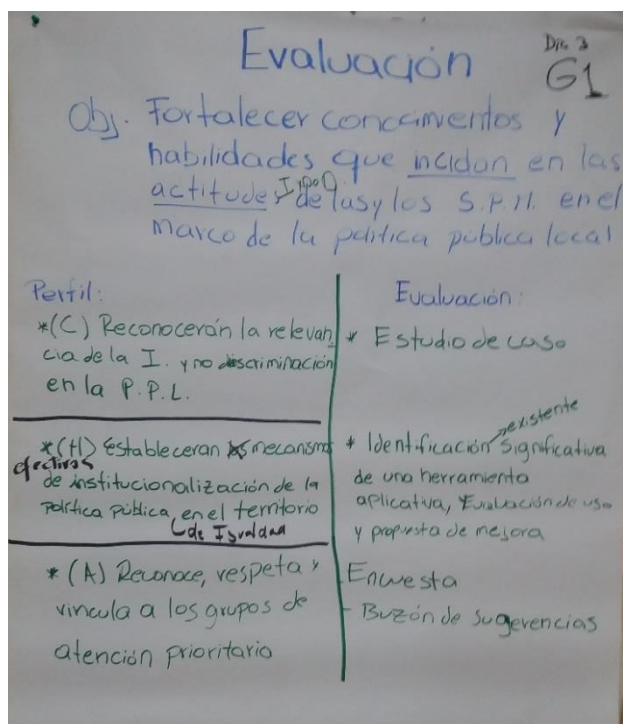 Evaluación
Dic 3
G1
Obj. Fortalecer conocimientos y
habilidades que incidan en las
actitudes de las y los S.P.N. en el
marco de la política pública local
Perfil:
*(C) Reconocerán la relevan
cia de la I. y no discriminación
en la P.P.L.
*(H) Estableceran mecanismos
efectivos
de institucionalización de la
política pública, en el territorio
de Igualdad
*(A) Reconoce, respeta y
vincula a los grupos de
atención prioritario
Evaluación:
* Estudio de caso
existente
* Identificación significativa
de una herramienta
aplicativa, Evaluación de uso
y propuesta de mejora
Encuesta
- Buzón de sugerencias